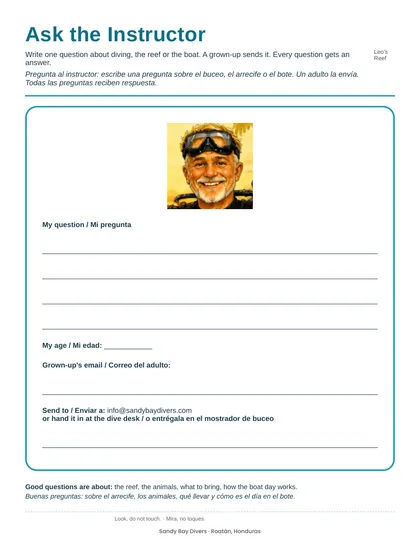 Ask the Instructor
Write one question about diving, the reef or the boat. A grown-up sends it. Every question gets an
answer.
Leo's
Reef
Pregunta al instructor: escribe una pregunta sobre el buceo, el arrecife o el bote. Un adulto la envía.
Todas las preguntas reciben respuesta.
My question / Mi pregunta
My age / Mi edad: ____________
Grown-up's email / Correo del adulto:
Send to / Enviar a: info@sandybaydivers.com
or hand it in at the dive desk / o entrégala en el mostrador de buceo
Good questions are about: the reef, the animals, what to bring, how the boat day works.
Buenas preguntas: sobre el arrecife, los animales, qué llevar y cómo es el día en el bote.
Look, do not touch. · Mira, no toques
Sandy Bay Divers · Roatán, Honduras